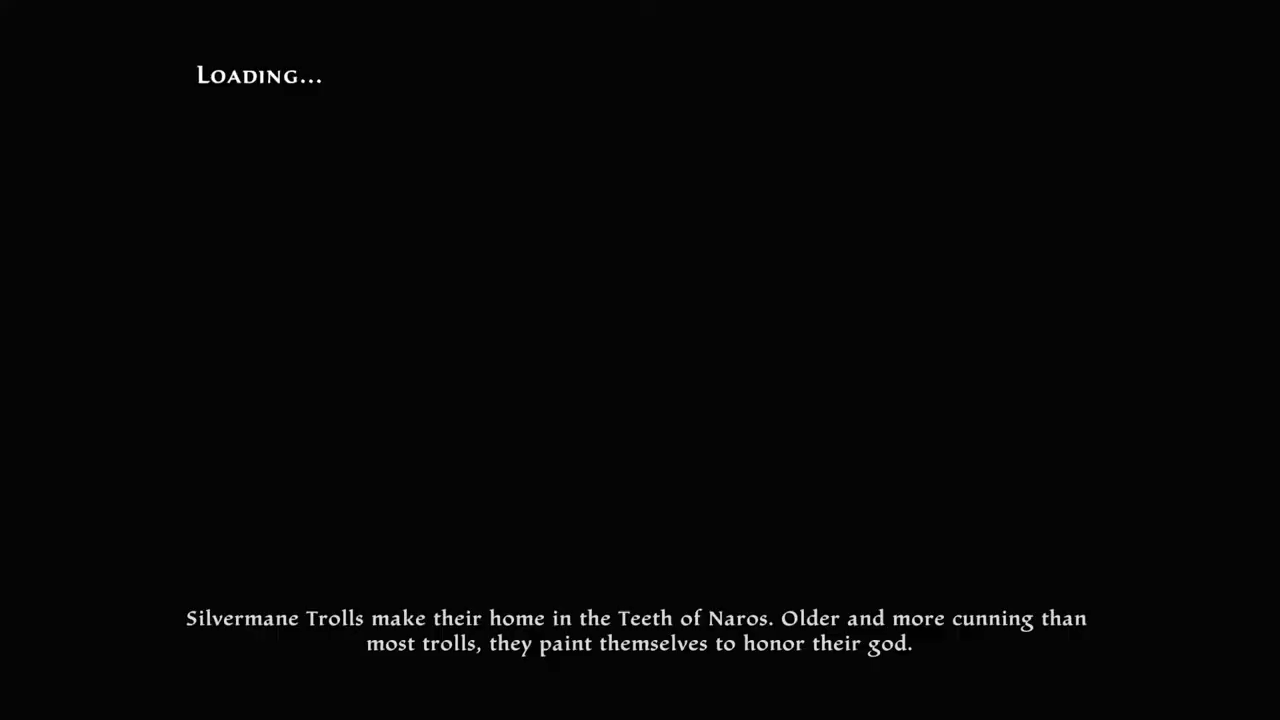 Loading...
Silvermane Trolls make their home in the Teeth of Naros. Older and more cunning than
most trolls, they paint themselves to honor their god.